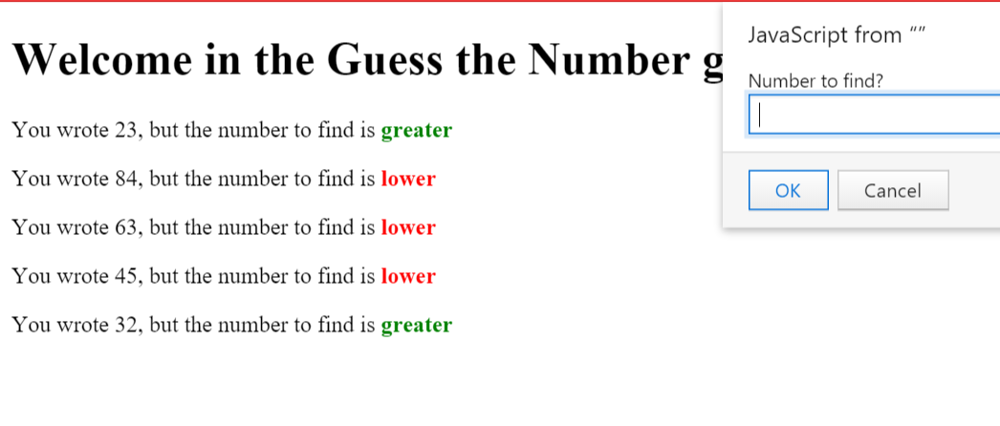 Welcome in the Guess the Number g
You wrote 23, but the number to find is greater
You wrote 84, but the number to find is lower
You wrote 63, but the number to find is lower
You wrote 45, but the number to find is lower
You wrote 32, but the number to find is greater
JavaScript from “”
Number to find?
OK Cancel